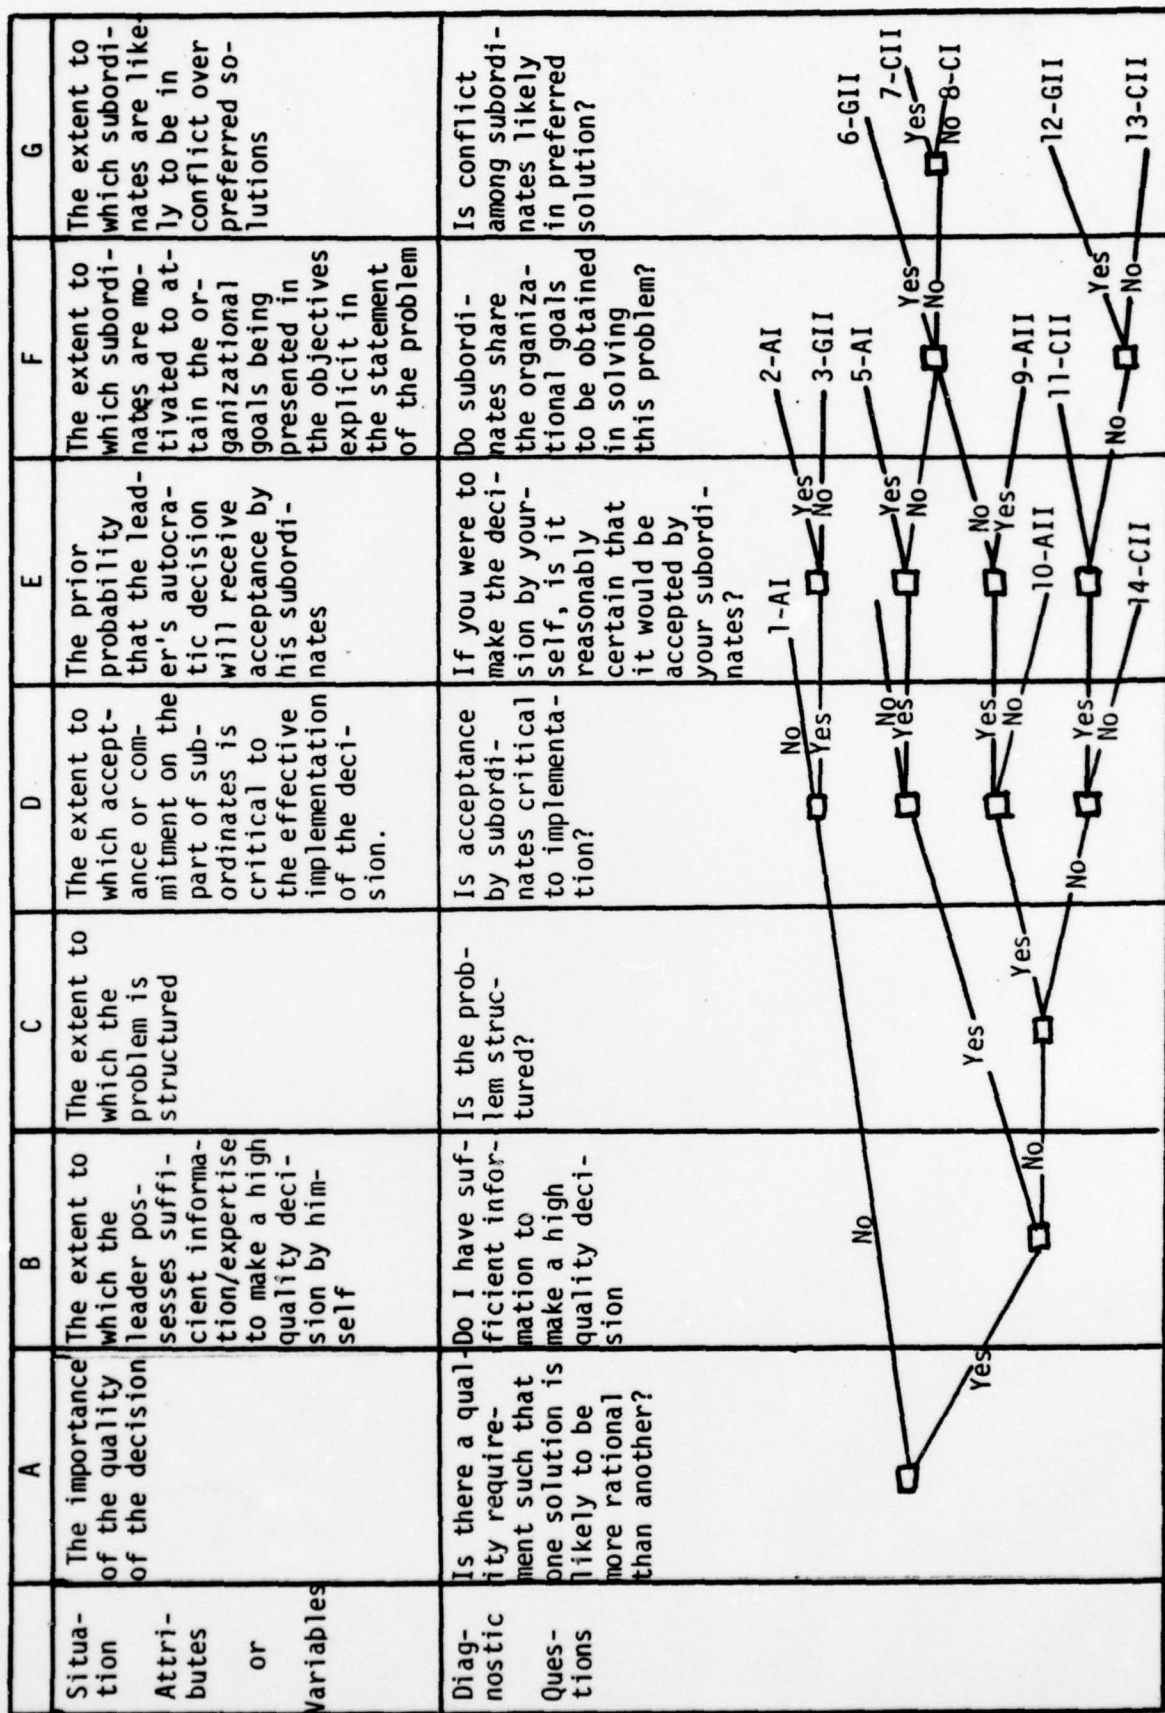 A
B
C
D
E
F
G
Situa-
tion
Attri-
butes
or
Variables
The importance
of the quality
of the decision
The extent to
which the
leader pos-
sesses suffi-
cient informa-
tion/expertise
to make a high
quality deci-
sion by him-
self
The extent to
which the
problem is
structured
The extent to
which accept-
ance or com-
mitment on the
part of sub-
ordinates is
critical to
the effective
implementation
of the deci-
sion.
The prior
probability
that the lead-
er's autocra-
tic decision
will receive
acceptance by
his subordi-
nates
The extent to
which subordi-
nates are mo-
tivated to at-
tain the or-
ganizational
goals being
presented in
the objectives
explicit in
the statement
of the problem
The extent to
which subordi-
nates are like-
ly to be in
conflict over
preferred so-
lutions
Diag-
nostic
Ques-
tions
Is there a qual-
ity require-
ment such that
one solution is
likely to be
more rational
than another?
Do I have suf-
ficient infor-
mation to
make a high
quality deci-
sion
Is the prob-
lem struc-
tured?
Is acceptance
by subordi-
nates critical
to implementa-
tion?
If you were to
make the deci-
sion by your-
self, is it
reasonably
certain that
it would be
accepted by
your subordi-
nates?
Do subordi-
nates share
the organiza-
tional goals
to be obtained
in solving
this problem?
Is conflict
among subordi-
nates likely
in preferred
solution?
No
Yes
Yes
No
Yes
No
No
Yes
No
Yes
Yes
No
Yes
No
1-AI
Yes
No
Yes
No
No
Yes
10-AII
No
14-CII
2-AI
3-GII
5-AI
Yes
No
9-AII
11-CII
Yes
No
6-GII
7-CII
Yes
No 8-CI
12-GII
13-CII